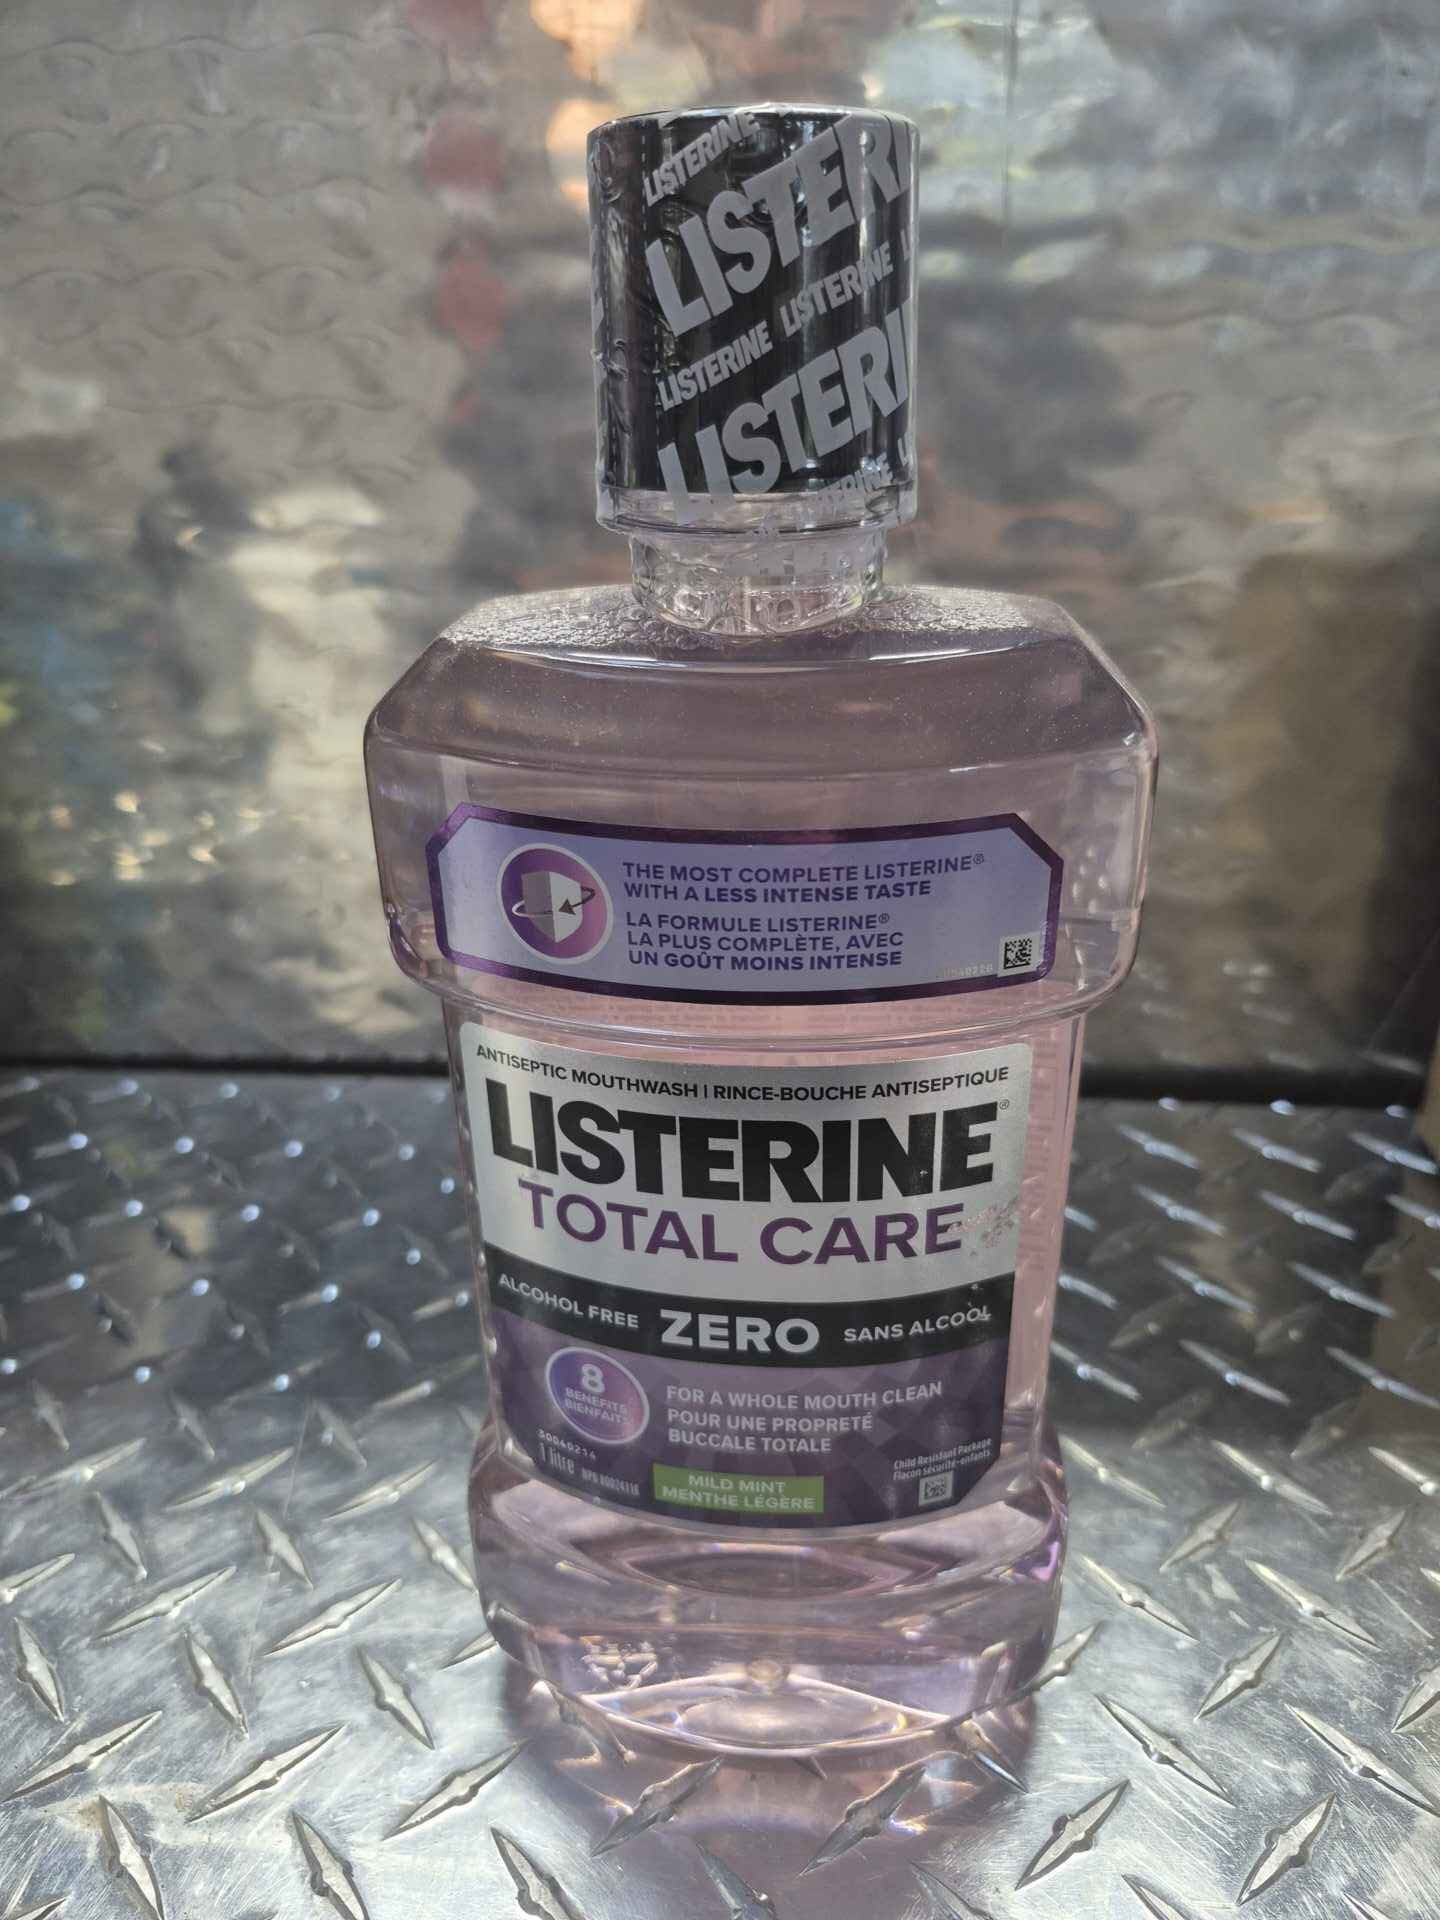 LISTERINE
LISTERI
LISTERINE LISTERINE
LISTERI
THE MOST COMPLETE LISTERINE®
WITH A LESS INTENSE TASTE
LA FORMULE LISTERINE®
LA PLUS COMPLÈTE, AVEC
UN GOÛT MOINS INTENSE
ANTISEPTIC MOUTHWASH | RINCE-BOUCHE ANTISEPTIQUE
LISTERINE®
TOTAL CARE
ALCOHOL FREE ZERO SANS ALCOOL
8
BENEFITS
BIENFAITS
FOR A WHOLE MOUTH CLEAN
POUR UNE PROPRETÉ
BUCCALE TOTALE
30040214
1 litre
MILD MINT
MENTHE LÉGÈRE
Child Resistant Package
Flacon sécurité-enfants